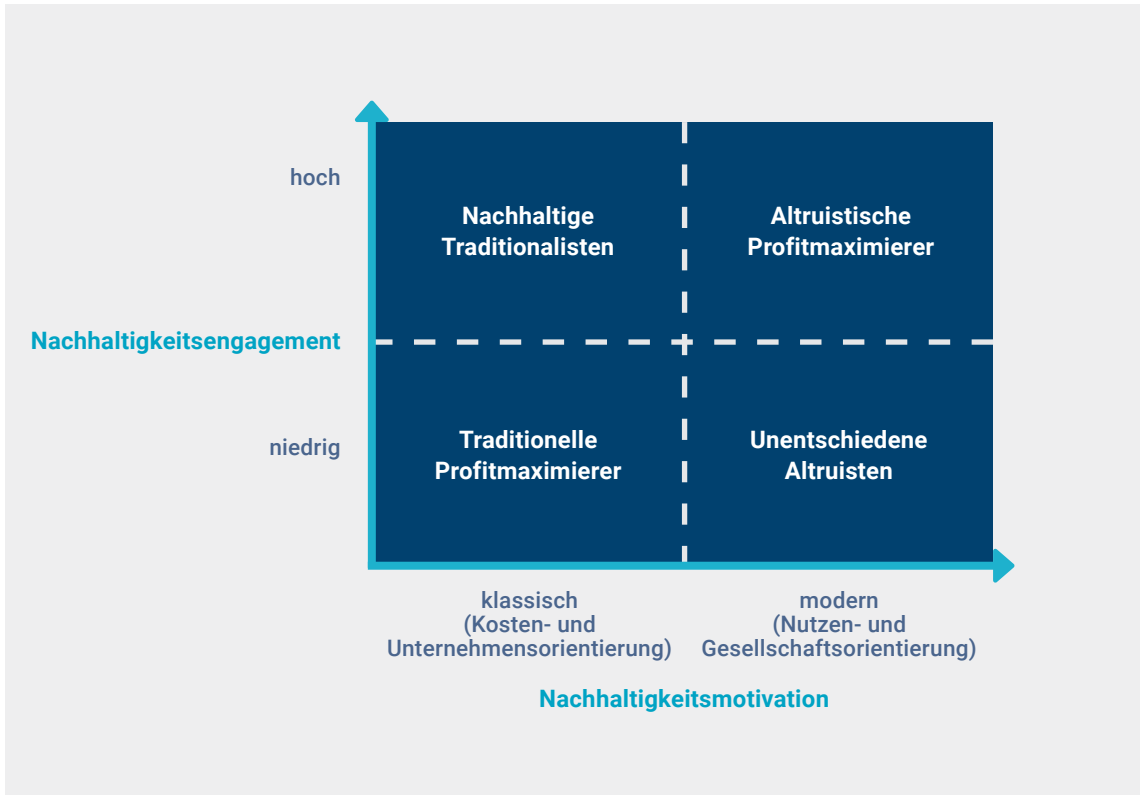 hoch
Nachhaltige
Traditionalisten
Altruistische
Profitmaximierer
Nachhaltigkeitsengagement
niedrig
Traditionelle
Profitmaximierer
Unentschiedene
Altruisten
klassisch
(Kosten- und
Unternehmensorientierung)
modern
(Nutzen- und
Gesellschaftsorientierung)
Nachhaltigkeitsmotivation